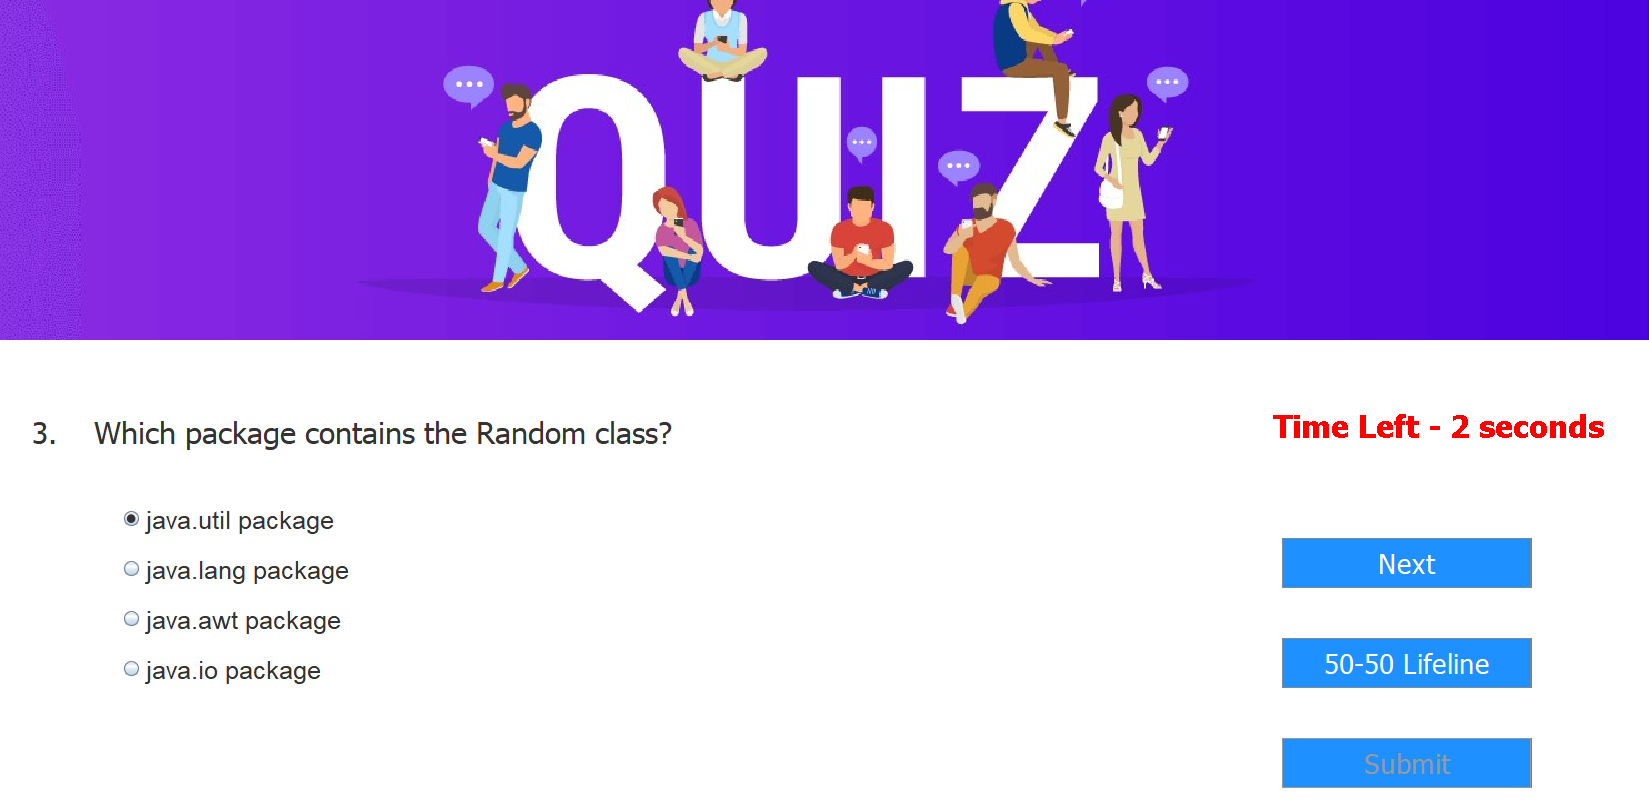 QUIZ
3. Which package contains the Random class?
Time Left - 2 seconds
java.util package
java.lang package
java.awt package
java.io package
Next
50-50 Lifeline
Submit